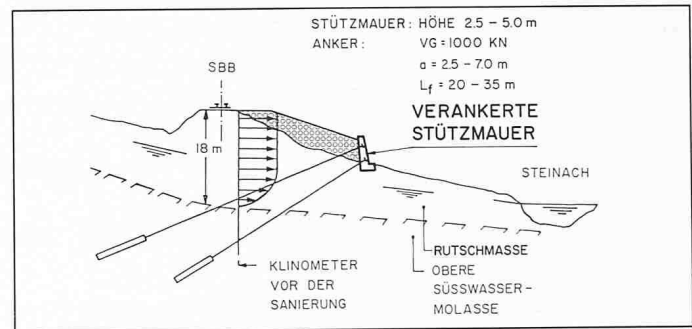 STÜTZMAUER: HÖHE 2.5 - 5.0 m
ANKER: VG = 1000 KN
a = 2.5 - 7.0 m
Lf = 20 - 35 m
SBB
VERANKERTE
STÜTZMAUER
18 m
STEINACH
RUTSCHMASSE
OBERE
SÜSSWASSER-
MOLASSE
KLINOMETER
VOR DER
SANIERUNG